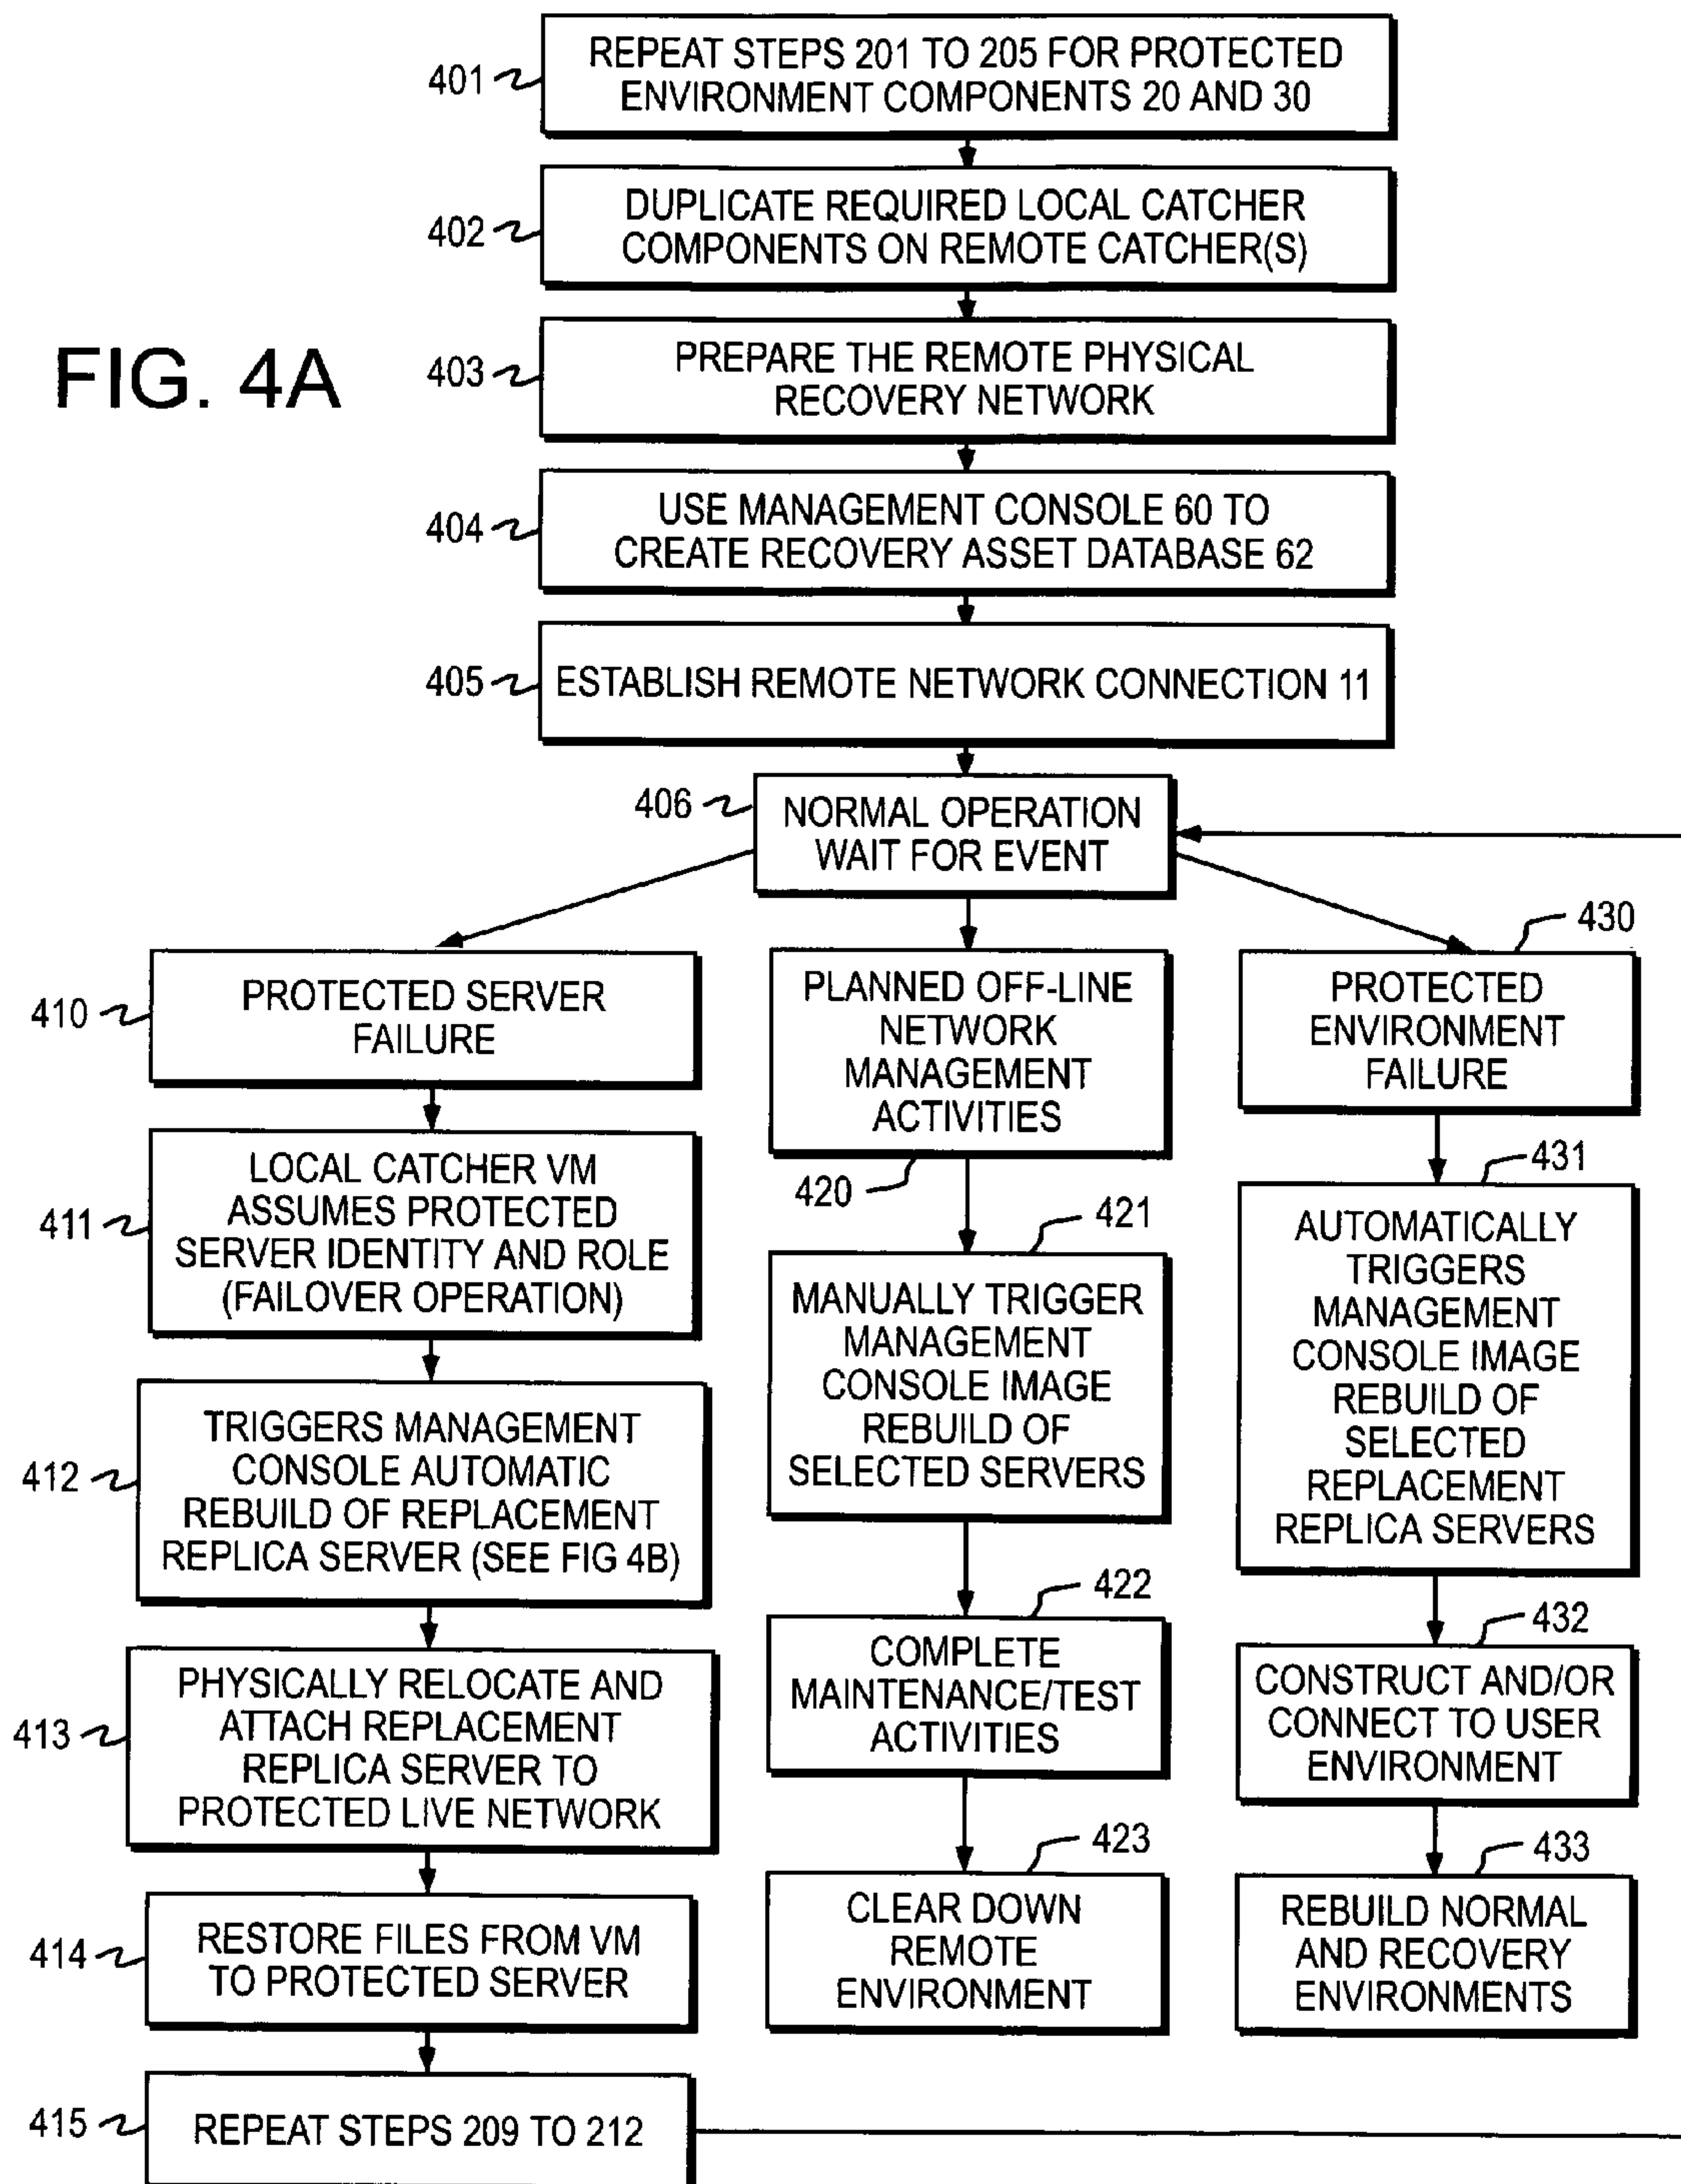 FIG. 4A
401
REPEAT STEPS 201 TO 205 FOR PROTECTED
ENVIRONMENT COMPONENTS 20 AND 30
402
DUPLICATE REQUIRED LOCAL CATCHER
COMPONENTS ON REMOTE CATCHER(S)
403
PREPARE THE REMOTE PHYSICAL
RECOVERY NETWORK
404
USE MANAGEMENT CONSOLE 60 TO
CREATE RECOVERY ASSET DATABASE 62
405
ESTABLISH REMOTE NETWORK CONNECTION 11
406
NORMAL OPERATION
WAIT FOR EVENT
410
PROTECTED SERVER
FAILURE
411
LOCAL CATCHER VM
ASSUMES PROTECTED
SERVER IDENTITY AND ROLE
(FAILOVER OPERATION)
412
TRIGGERS MANAGEMENT
CONSOLE AUTOMATIC
REBUILD OF REPLACEMENT
REPLICA SERVER (SEE FIG 4B)
413
PHYSICALLY RELOCATE AND
ATTACH REPLACEMENT
REPLICA SERVER TO
PROTECTED LIVE NETWORK
414
RESTORE FILES FROM VM
TO PROTECTED SERVER
415
REPEAT STEPS 209 TO 212
PLANNED OFF-LINE
NETWORK
MANAGEMENT
ACTIVITIES
420
421
MANUALLY TRIGGER
MANAGEMENT
CONSOLE IMAGE
REBUILD OF
SELECTED SERVERS
422
COMPLETE
MAINTENANCE/TEST
ACTIVITIES
423
CLEAR DOWN
REMOTE
ENVIRONMENT
430
PROTECTED
ENVIRONMENT
FAILURE
431
AUTOMATICALLY
TRIGGERS
MANAGEMENT
CONSOLE IMAGE
REBUILD OF
SELECTED
REPLACEMENT
REPLICA SERVERS
432
CONSTRUCT AND/OR
CONNECT TO USER
ENVIRONMENT
433
REBUILD NORMAL
AND RECOVERY
ENVIRONMENTS